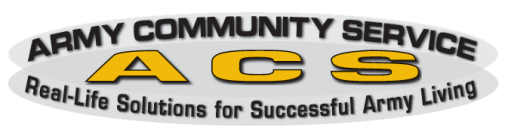 ARMY COMMUNITY SERVICE
ACS
Real-Life Solutions for Successful Army Living